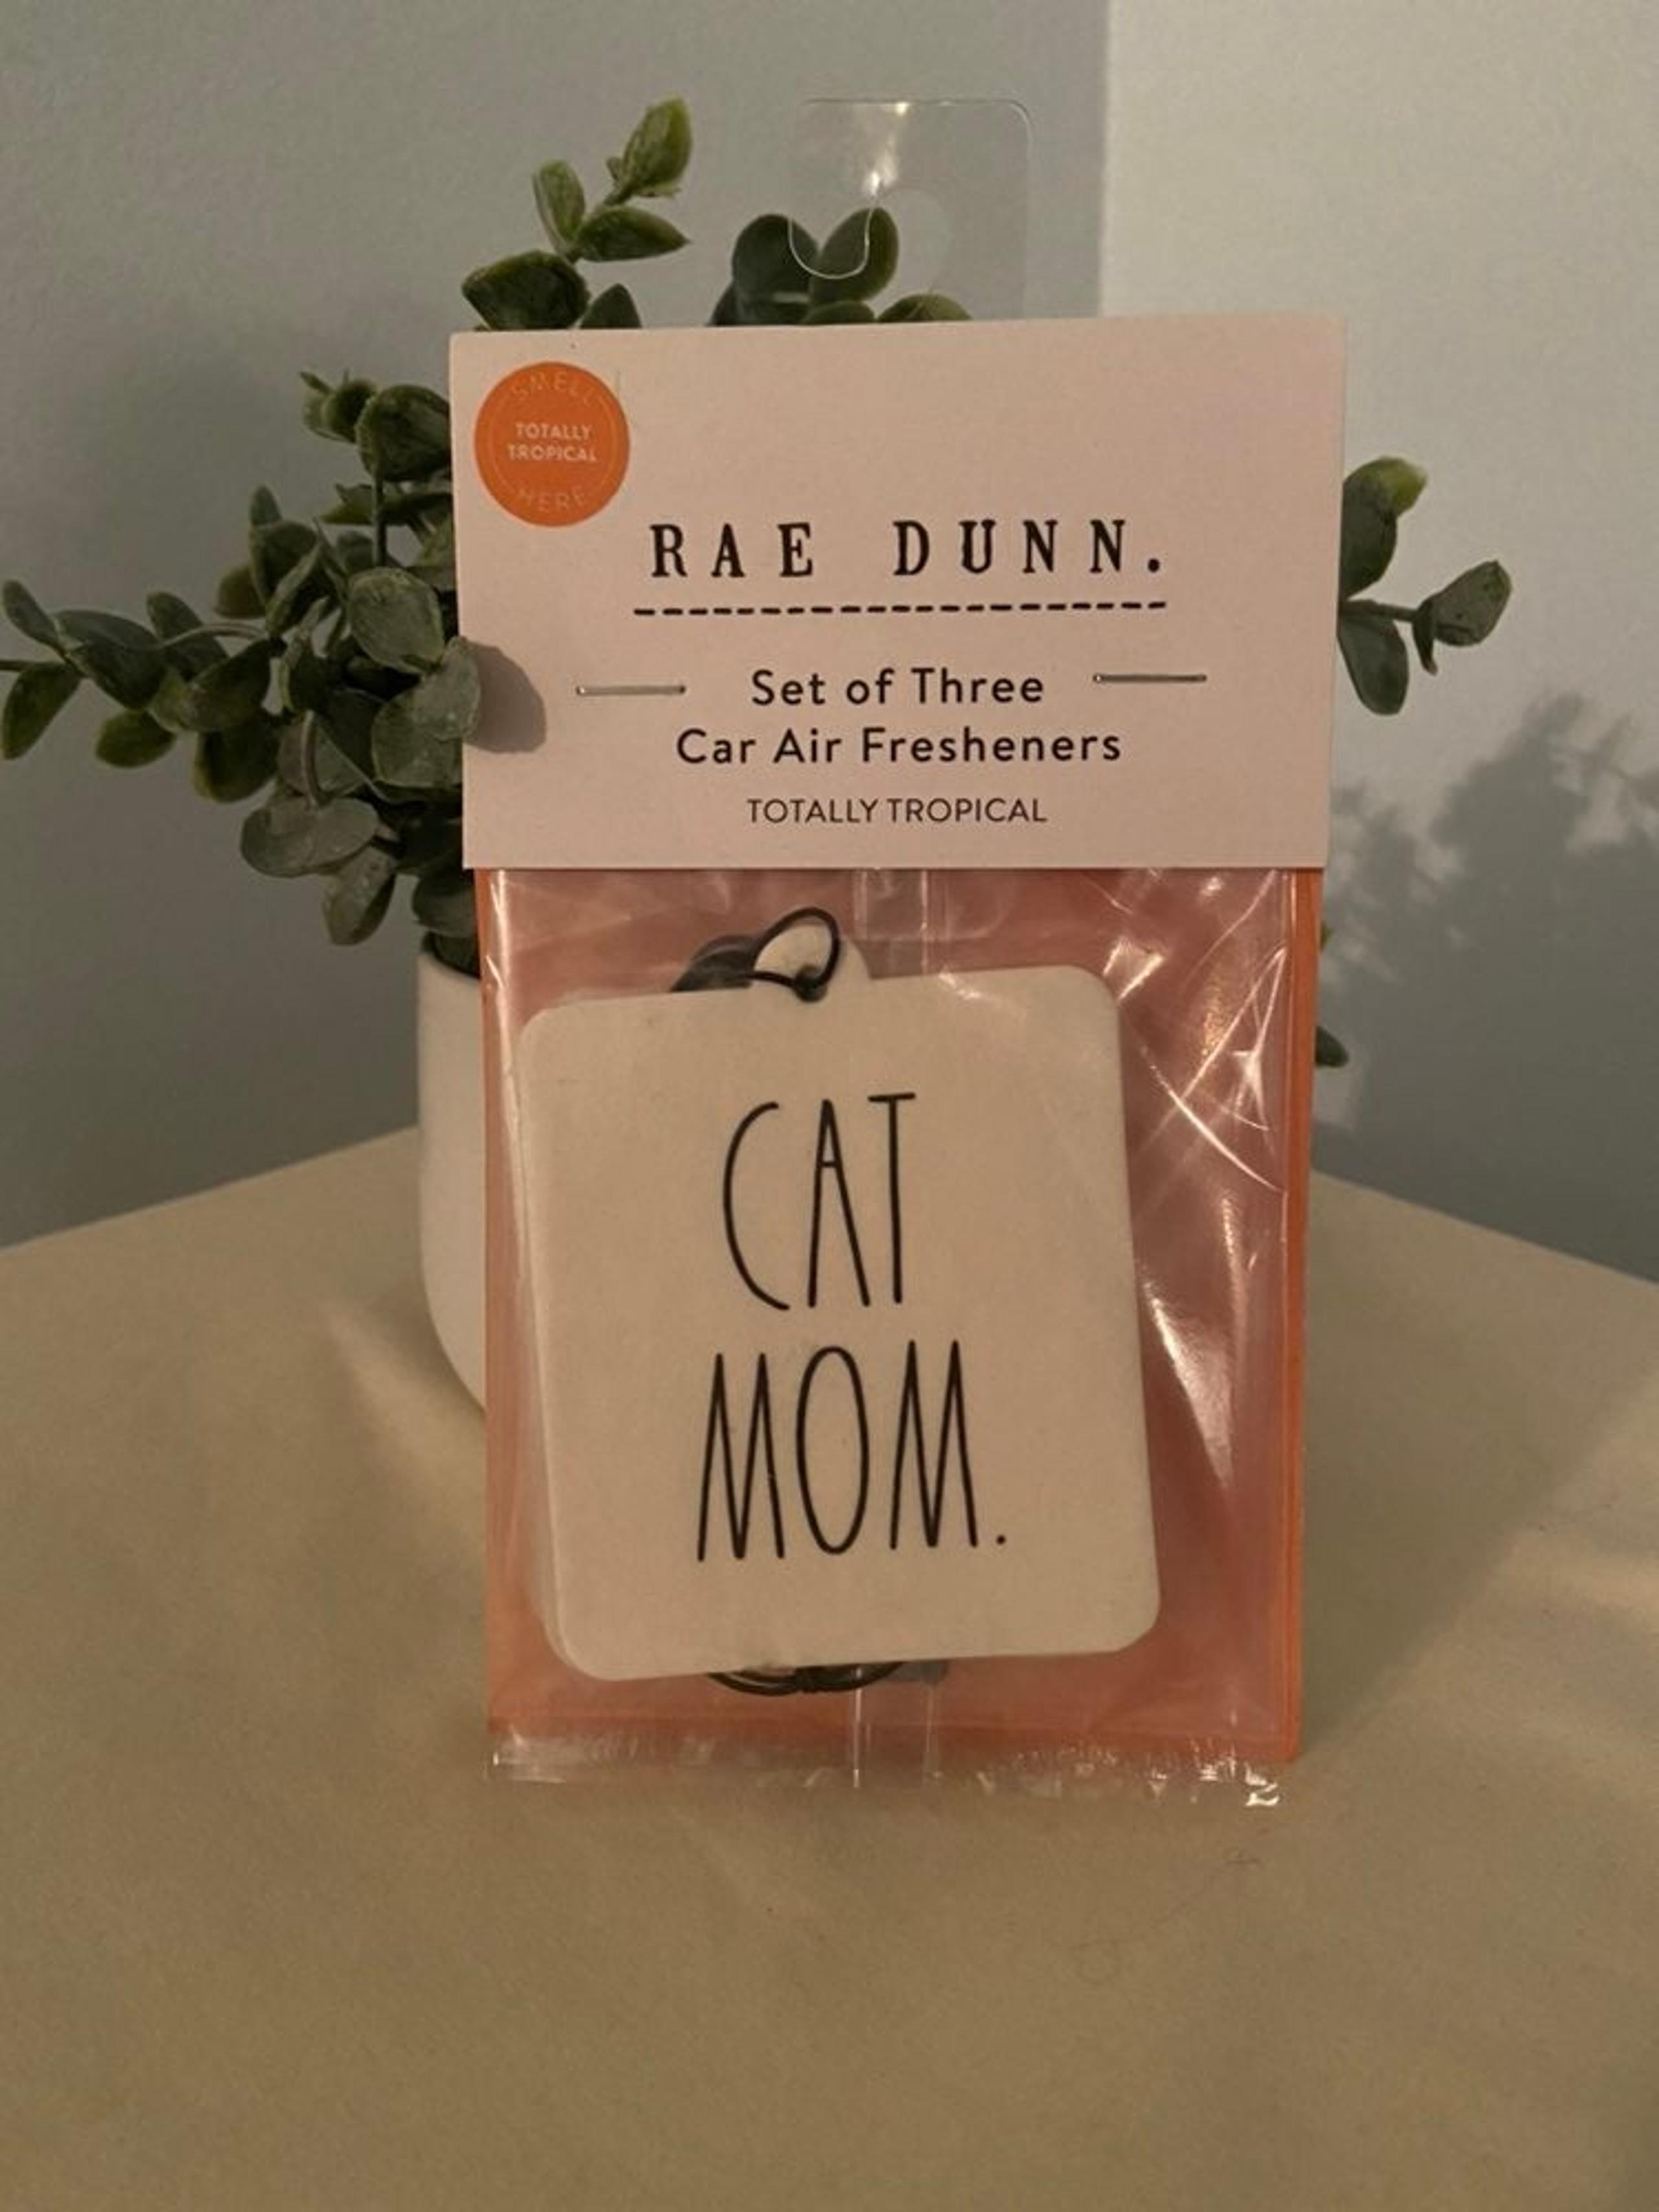 SMELL
TOTALLY
TROPICAL
HERE
RAE DUNN.
Set of Three
Car Air Fresheners
TOTALLY TROPICAL
CAT
MOM.